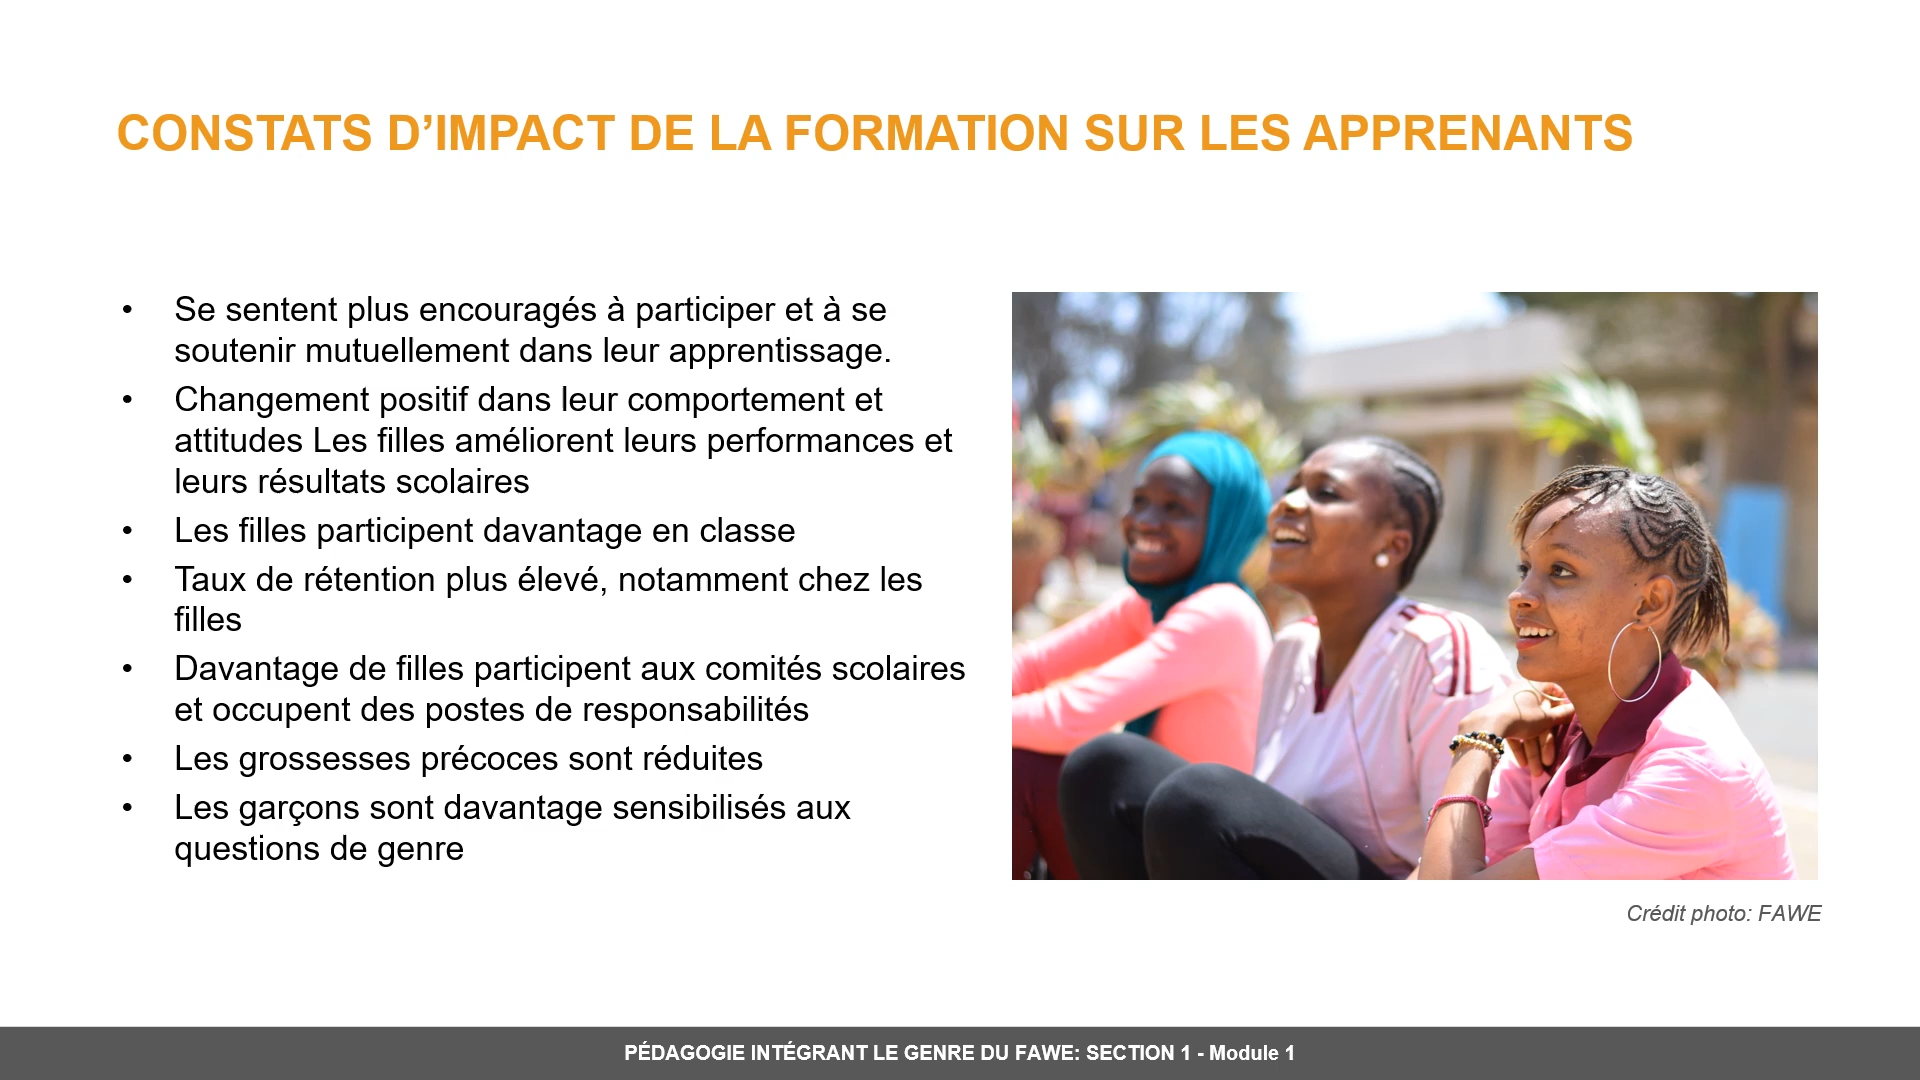 CONSTATS D’IMPACT DE LA FORMATION SUR LES APPRENANTS
• Se sentent plus encouragés à participer et à se
soutenir mutuellement dans leur apprentissage.
• Changement positif dans leur comportement et
attitudes Les filles améliorent leurs performances et
leurs résultats scolaires
• Les filles participent davantage en classe
• Taux de rétention plus élevé, notamment chez les
filles
• Davantage de filles participent aux comités scolaires
et occupent des postes de responsabilités
• Les grossesses précoces sont réduites
• Les garçons sont davantage sensibilisés aux
questions de genre
Crédit photo: FAWE
PÉDAGOGIE INTÉGRANT LE GENRE DU FAWE: SECTION 1 - Module 1